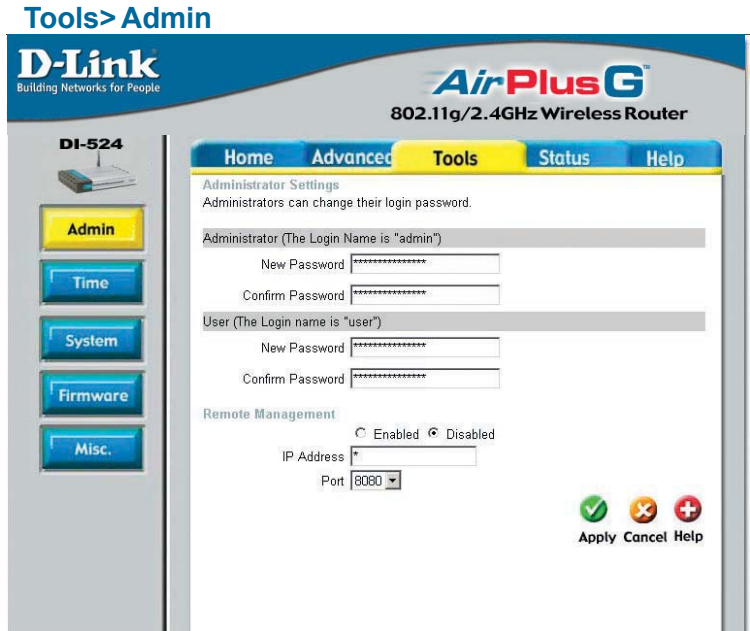 Tools> Admin
D-Link
Building Networks for People
AirPlus G
802.11g/2.4GHz Wireless Router
DI-524
Home Advanced Tools Status Help
Administrator Settings
Administrators can change their login password.
Admin
Administrator (The Login Name is "admin")
New Password ***************
Time
Confirm Password ***************
User (The Login name is "user")
System
New Password ***************
Confirm Password ***************
Firmware
Remote Management
Enabled Disabled
Misc.
IP Address *
Port 8080
Apply Cancel Help